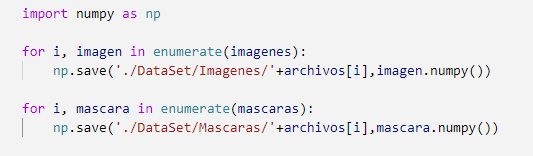 import numpy as np
for i, imagen in enumerate(imagenes):
np.save('./DataSet/Imagenes/'+archivos[i],imagen.numpy())
for i, mascara in enumerate(mascaras):
np.save('./DataSet/Mascaras/'+archivos[i],mascara.numpy())